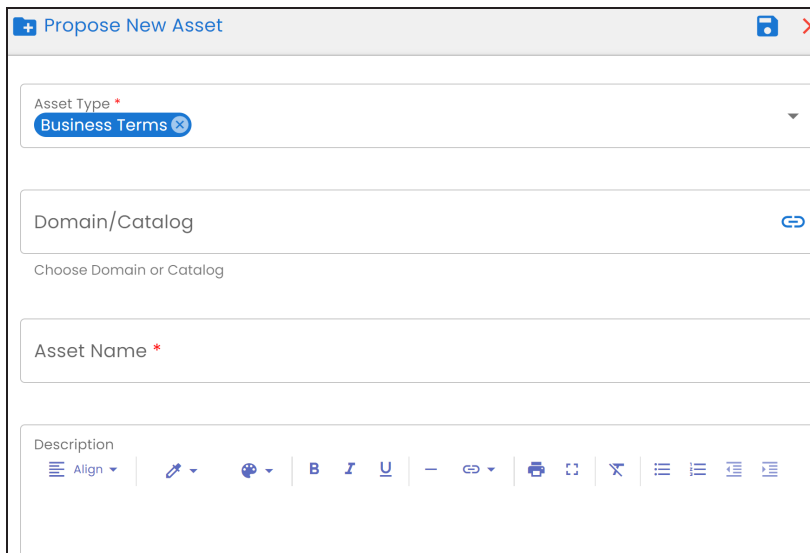 Propose New Asset
Asset Type *
Business Terms
Domain/Catalog
Choose Domain or Catalog
Asset Name *
Description
Align B I U